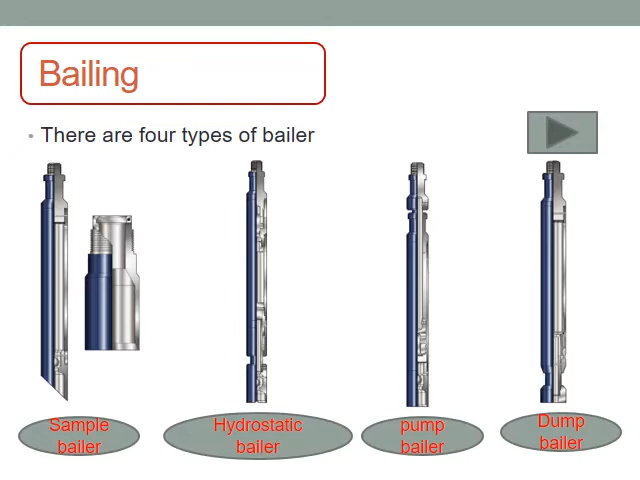 Bailing
• There are four types of bailer
Sample
bailer
Hydrostatic
bailer
pump
bailer
Dump
bailer